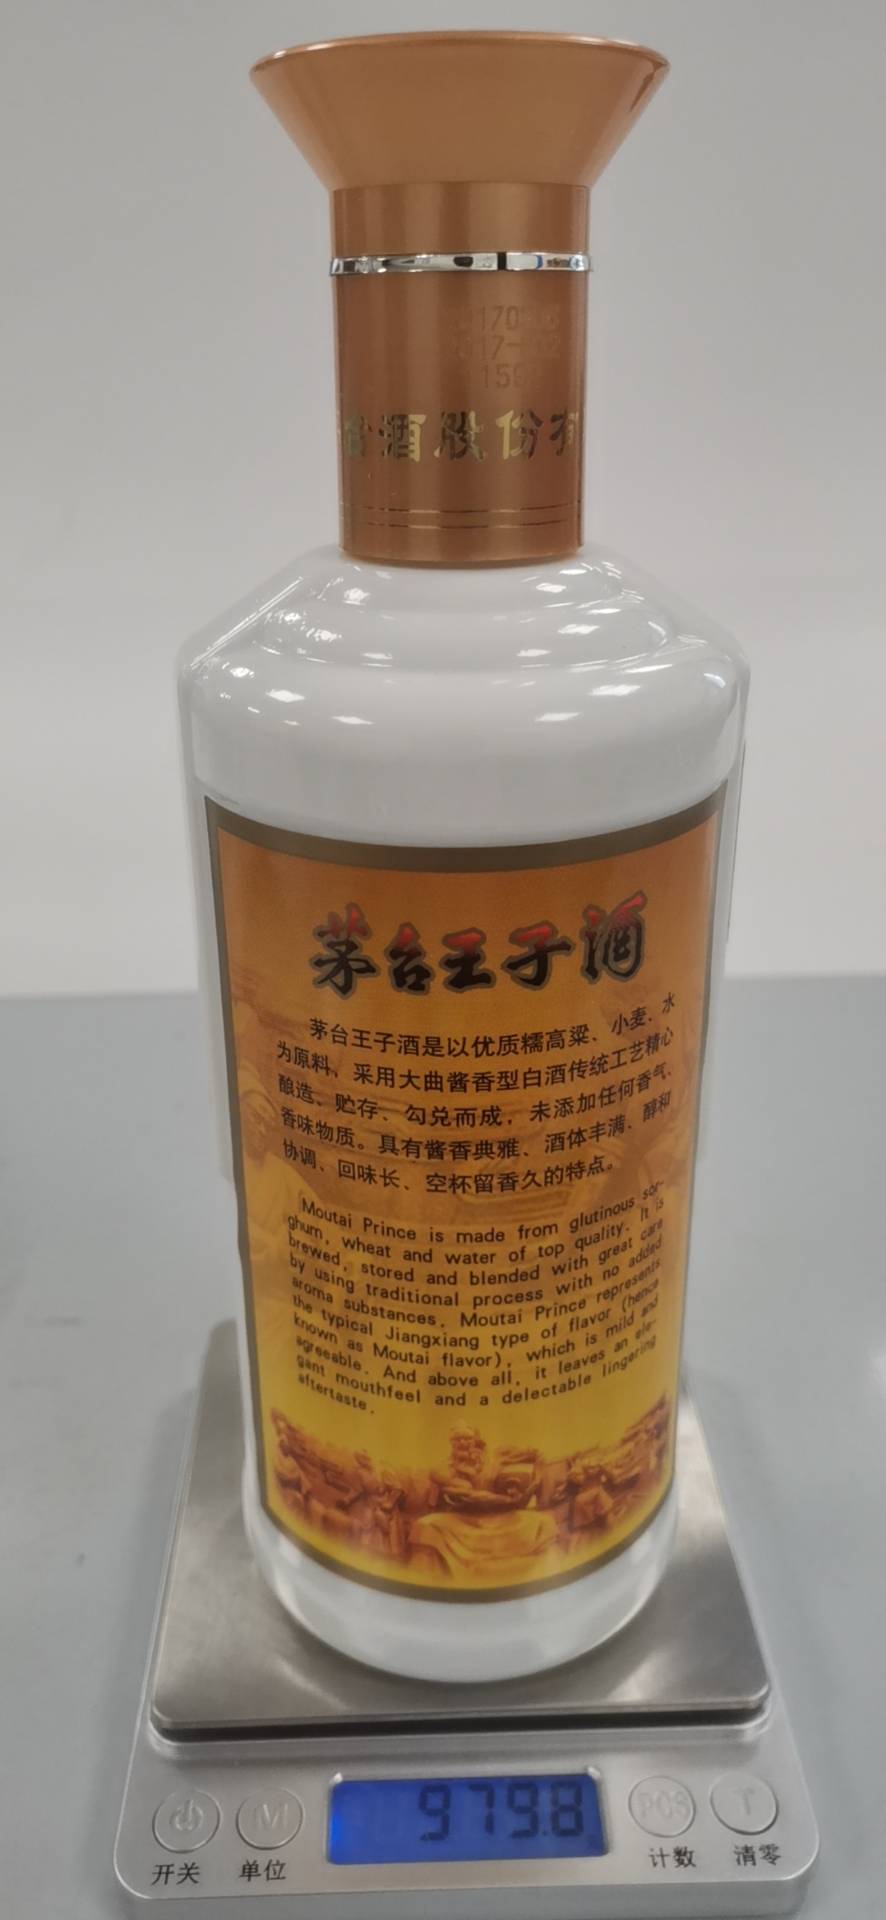 台酒股份有
茅台王子酒
茅台王子酒是以优质糯高粱、小麦、水
为原料，采用大曲酱香型白酒传统工艺精心
酿造、贮存、勾兑而成，未添加任何香气、
香味物质。具有酱香典雅、酒体丰满、醇和
协调、回味长、空杯留香久的特点。
Moutai Prince is made from glutinous sor-
ghum, wheat and water of top quality. It is
brewed, stored and blended with great care
by using traditional process with no added
aroma substances. Moutai Prince represents
the typical Jiangxiang type of flavor (hence
known as Moutai flavor), which is mild and
agreeable. And above all, it leaves an ele-
gant mouthfeel and a delectable lingering
aftertaste.
979.8
M PCS T
开关 单位 计数 清零